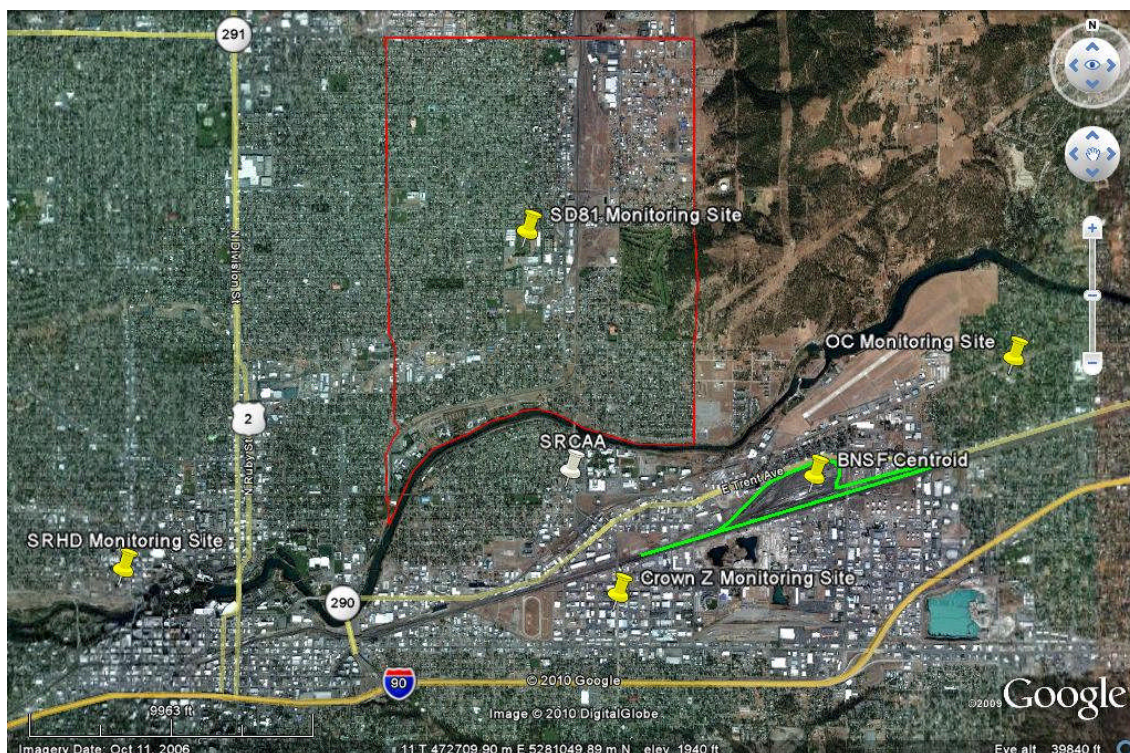 N
291
N Division St
SD81 Monitoring Site
OC Monitoring Site
2
N Ruby St
SRCAA
BNSF Centroid
E Trent Ave
SRHD Monitoring Site
Crown Z Monitoring Site
290
90
© 2010 Google
9963 ft
Image © 2010 DigitalGlobe
©2009 Google
Imagery Date: Oct 11, 2006
11 T 472709.90 m E 5281049.89 m N elev 1940 ft
Eye alt 39840 ft